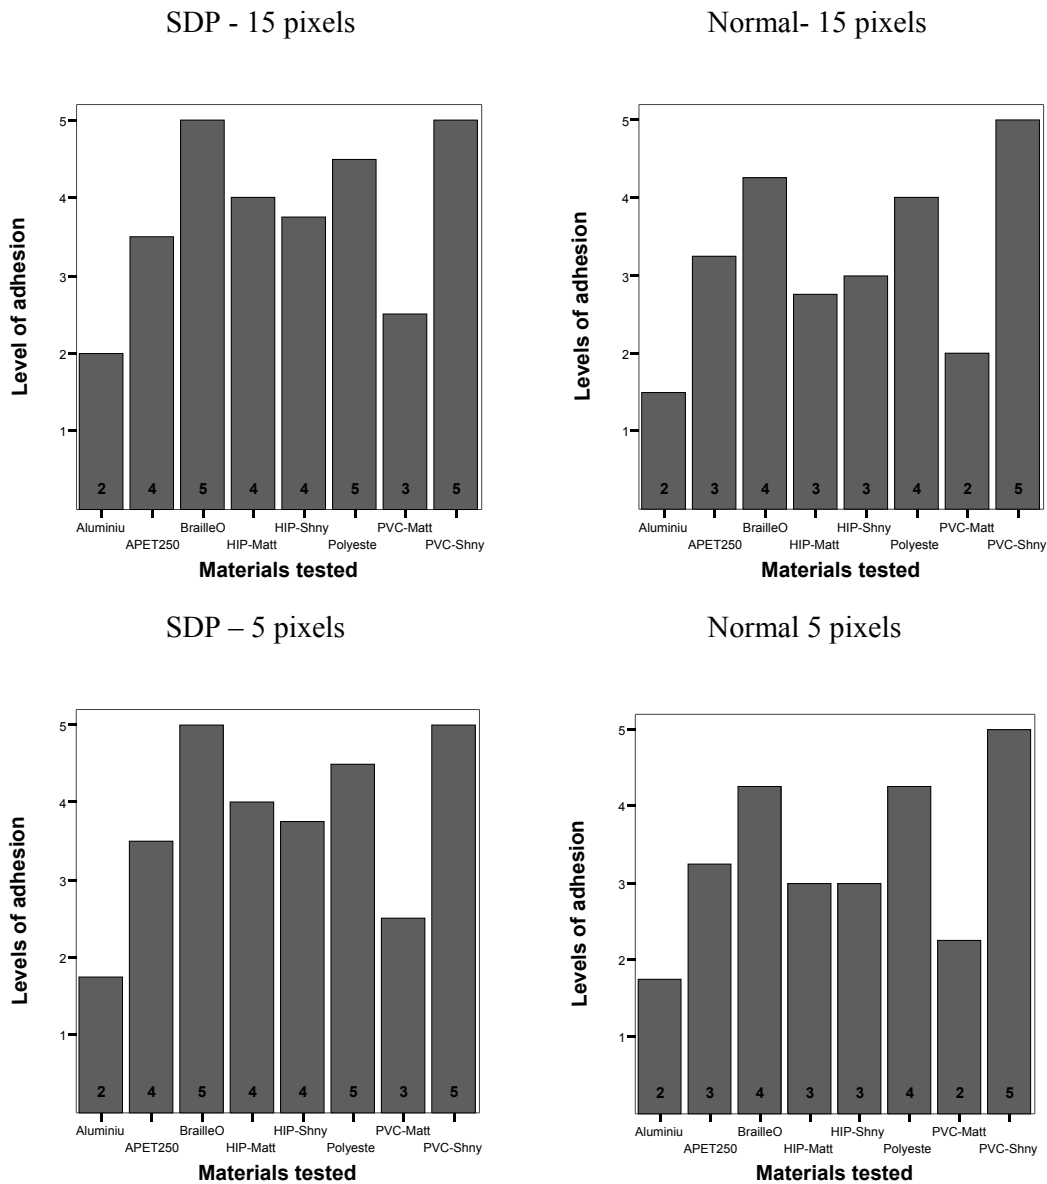 SDP - 15 pixels
Level of adhesion
5
4
3
2
1
2 4 5 4 4 5 3 5
Aluminiu BrailleO HIP-Shny PVC-Matt
APET250 HIP-Matt Polyeste PVC-Shny
Materials tested
Normal- 15 pixels
Levels of adhesion
5
4
3
2
1
2 3 4 3 3 4 2 5
Aluminiu BrailleO HIP-Shny PVC-Matt
APET250 HIP-Matt Polyeste PVC-Shny
Materials tested
SDP – 5 pixels
Levels of adhesion
5
4
3
2
1
2 4 5 4 4 5 3 5
Aluminiu BrailleO HIP-Shny PVC-Matt
APET250 HIP-Matt Polyeste PVC-Shny
Materials tested
Normal 5 pixels
Levels of adhesion
5
4
3
2
1
2 3 4 3 3 4 2 5
Aluminiu BrailleO HIP-Shny PVC-Matt
APET250 HIP-Matt Polyeste PVC-Shny
Materials tested